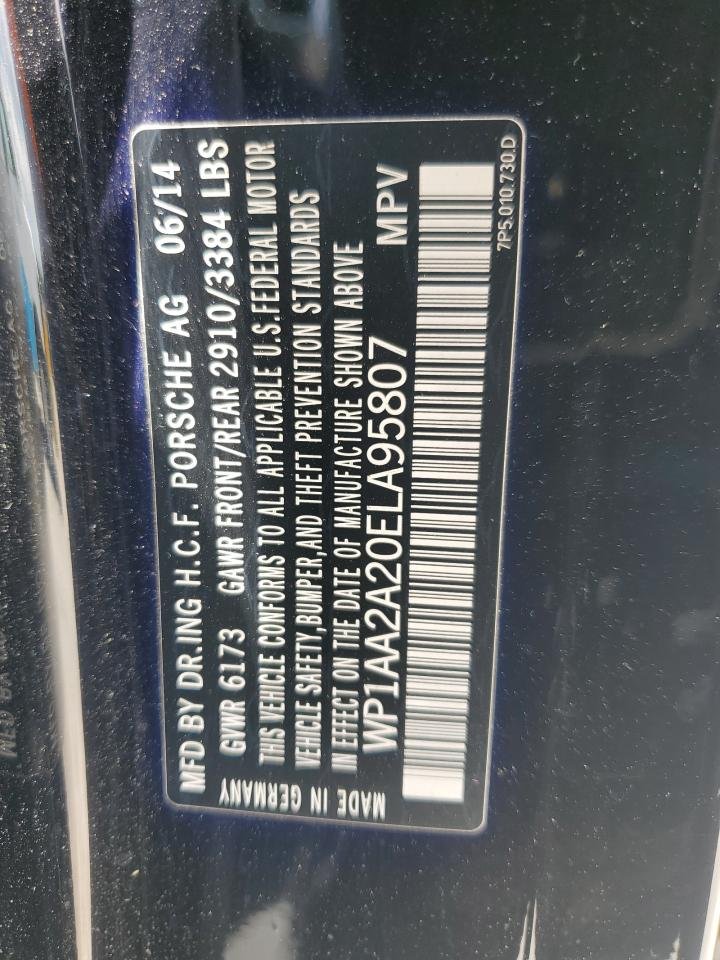 MFD BY DR.ING H.C.F. PORSCHE AG 06/14
GVWR 6173 GAWR FRONT/REAR 2910/3384 LBS
THIS VEHICLE CONFORMS TO ALL APPLICABLE U.S.FEDERAL MOTOR
VEHICLE SAFETY,BUMPER,AND THEFT PREVENTION STANDARDS
IN EFFECT ON THE DATE OF MANUFACTURE SHOWN ABOVE
WP1AA2A20ELA95807 MPV
MADE IN GERMANY
7P5.010.730.D